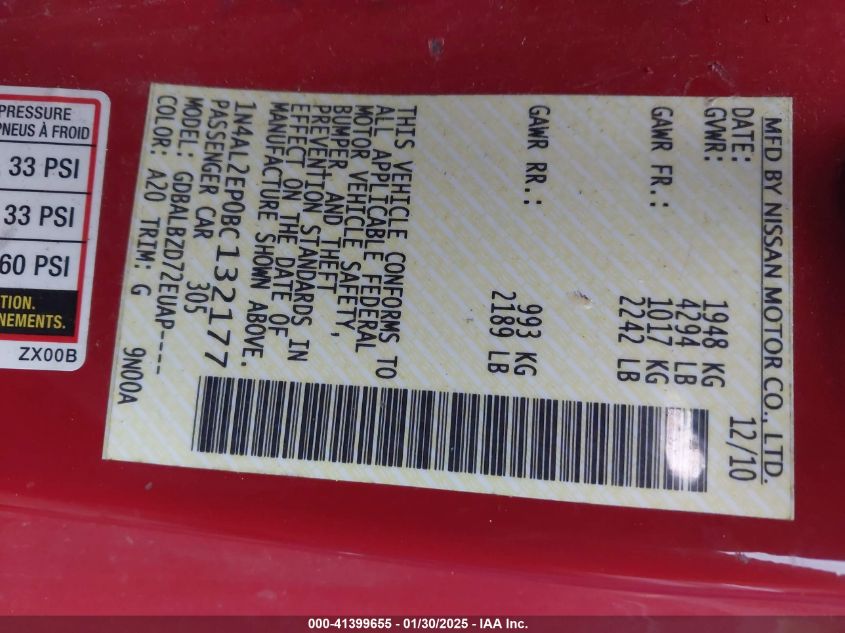 MFD BY NISSAN MOTOR CO., LTD.
DATE: 12/10
GVWR: 1948 KG
4294 LB
GAWR FR.: 1017 KG
2242 LB
GAWR RR.: 993 KG
2189 LB
THIS VEHICLE CONFORMS TO
ALL APPLICABLE FEDERAL
MOTOR VEHICLE SAFETY,
BUMPER, AND THEFT
PREVENTION STANDARDS IN
EFFECT ON THE DATE OF
MANUFACTURE SHOWN ABOVE.
1N4AL2EP0BC132177
PASSENGER CAR 305
MODEL: GDBALBZD72EUAP----
COLOR: A20 TRIM: G 9N00A
PRESSURE
PNEUS À FROID
33 PSI
33 PSI
60 PSI
TION.
NEMENTS.
ZX00B
000-41399655 — 01/30/2025 - IAA Inc.